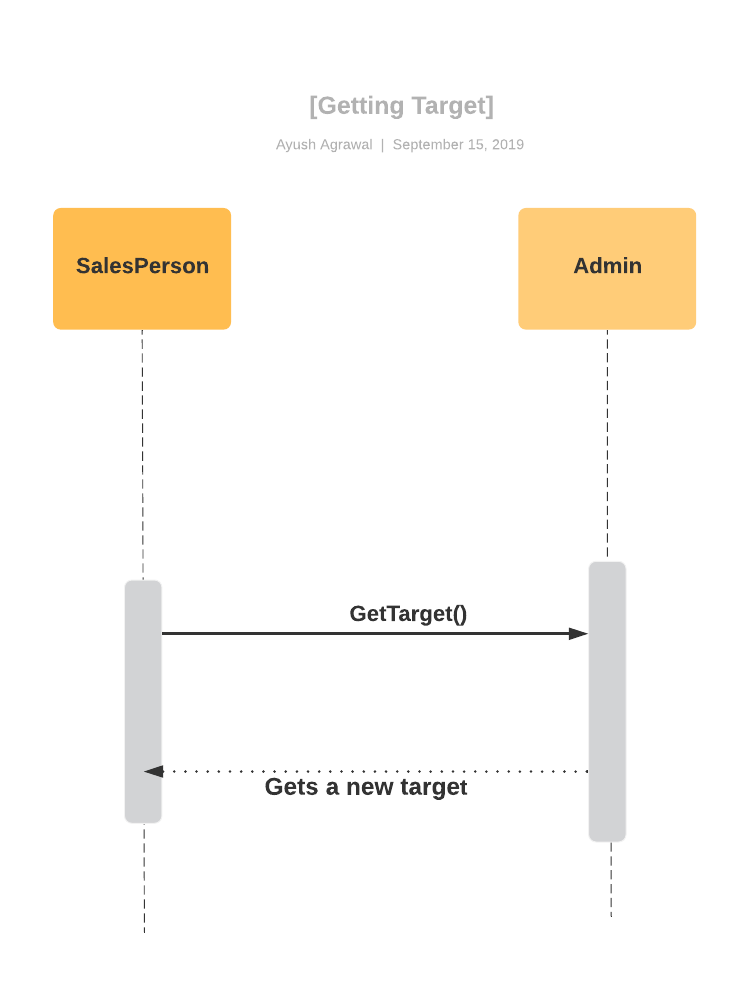 [Getting Target]
Ayush Agrawal | September 15, 2019
SalesPerson
Admin
GetTarget()
Gets a new target